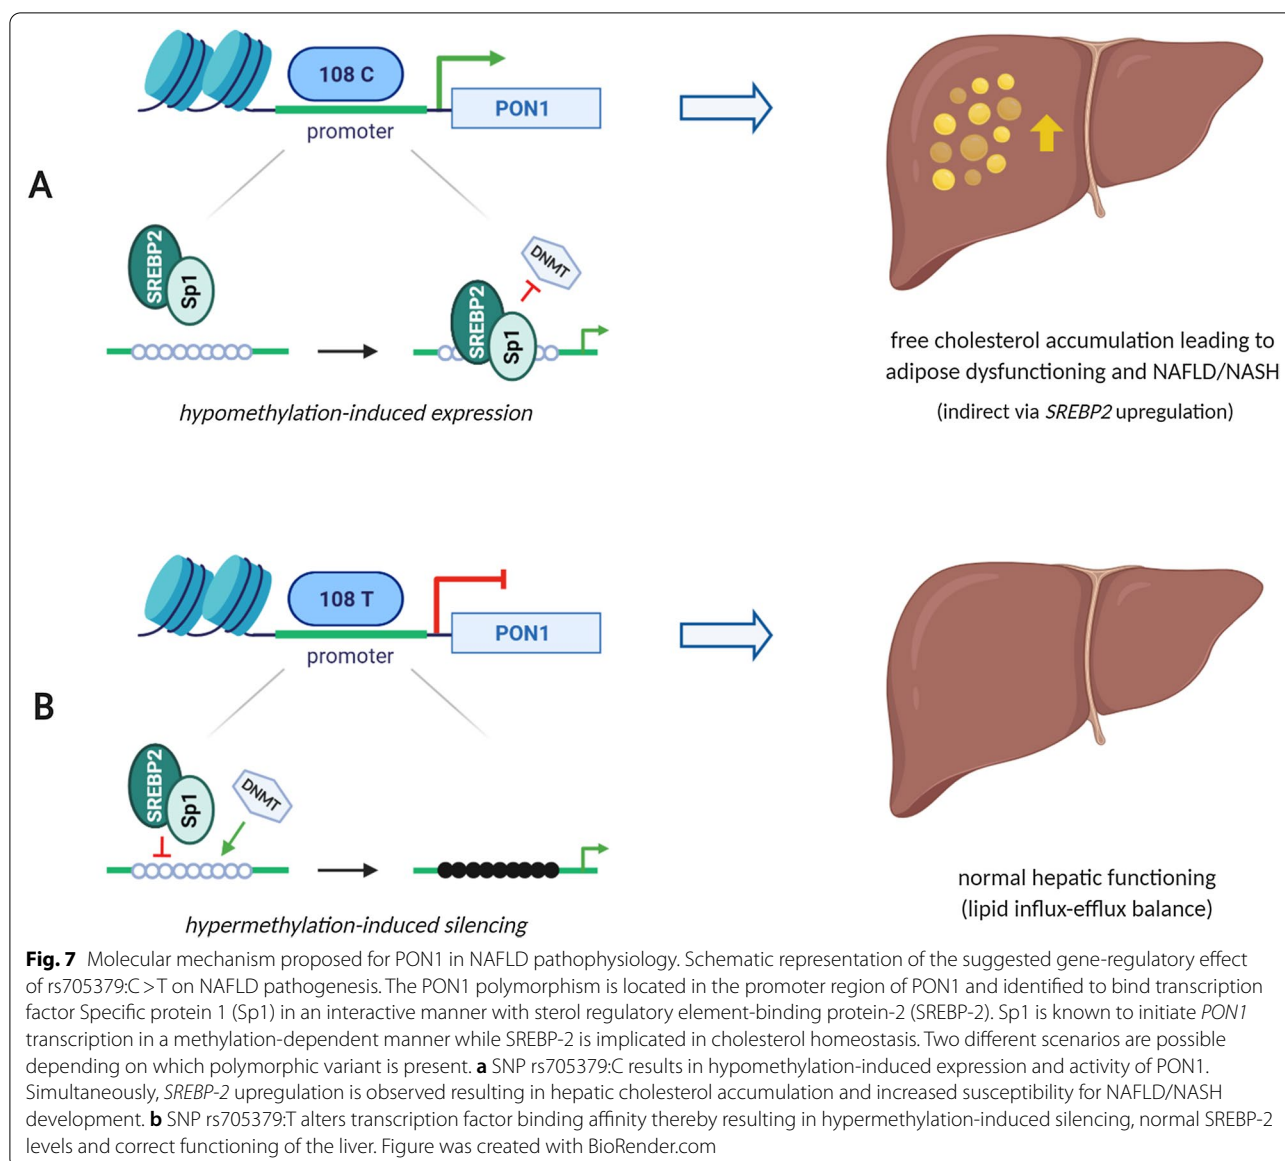 108 C
PON1
promoter
A
SREBP2
Sp1
DNMT
SREBP2
Sp1
hypomethylation-induced expression
free cholesterol accumulation leading to
adipose dysfunctioning and NAFLD/NASH
(indirect via SREBP2 upregulation)
108 T
PON1
promoter
B
SREBP2
Sp1
DNMT
hypermethylation-induced silencing
normal hepatic functioning
(lipid influx-efflux balance)
Fig. 7 Molecular mechanism proposed for PON1 in NAFLD pathophysiology. Schematic representation of the suggested gene-regulatory effect
of rs705379:C > T on NAFLD pathogenesis. The PON1 polymorphism is located in the promoter region of PON1 and identified to bind transcription
factor Specific protein 1 (Sp1) in an interactive manner with sterol regulatory element-binding protein-2 (SREBP-2). Sp1 is known to initiate PON1
transcription in a methylation-dependent manner while SREBP-2 is implicated in cholesterol homeostasis. Two different scenarios are possible
depending on which polymorphic variant is present. a SNP rs705379:C results in hypomethylation-induced expression and activity of PON1.
Simultaneously, SREBP-2 upregulation is observed resulting in hepatic cholesterol accumulation and increased susceptibility for NAFLD/NASH
development. b SNP rs705379:T alters transcription factor binding affinity thereby resulting in hypermethylation-induced silencing, normal SREBP-2
levels and correct functioning of the liver. Figure was created with BioRender.com